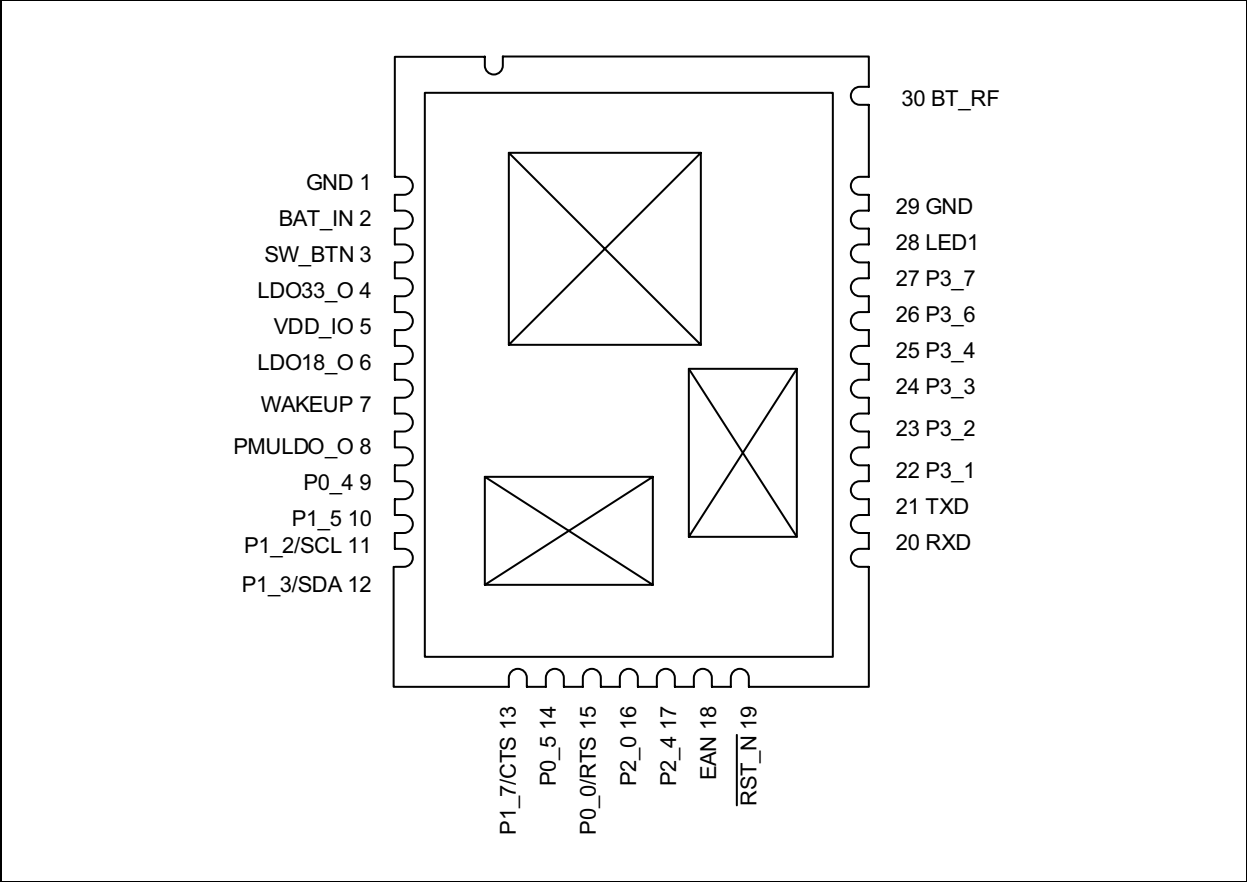 30 BT_RF
GND 1
BAT_IN 2
SW_BTN 3
LDO33_O 4
VDD_IO 5
LDO18_O 6
WAKEUP 7
PMULDO_O 8
P0_4 9
P1_5 10
P1_2/SCL 11
P1_3/SDA 12
29 GND
28 LED1
27 P3_7
26 P3_6
25 P3_4
24 P3_3
23 P3_2
22 P3_1
21 TXD
20 RXD
P1_7/CTS 13
P0_5 14
P0_0/RTS 15
P2_0 16
P2_4 17
EAN 18
RST_N 19